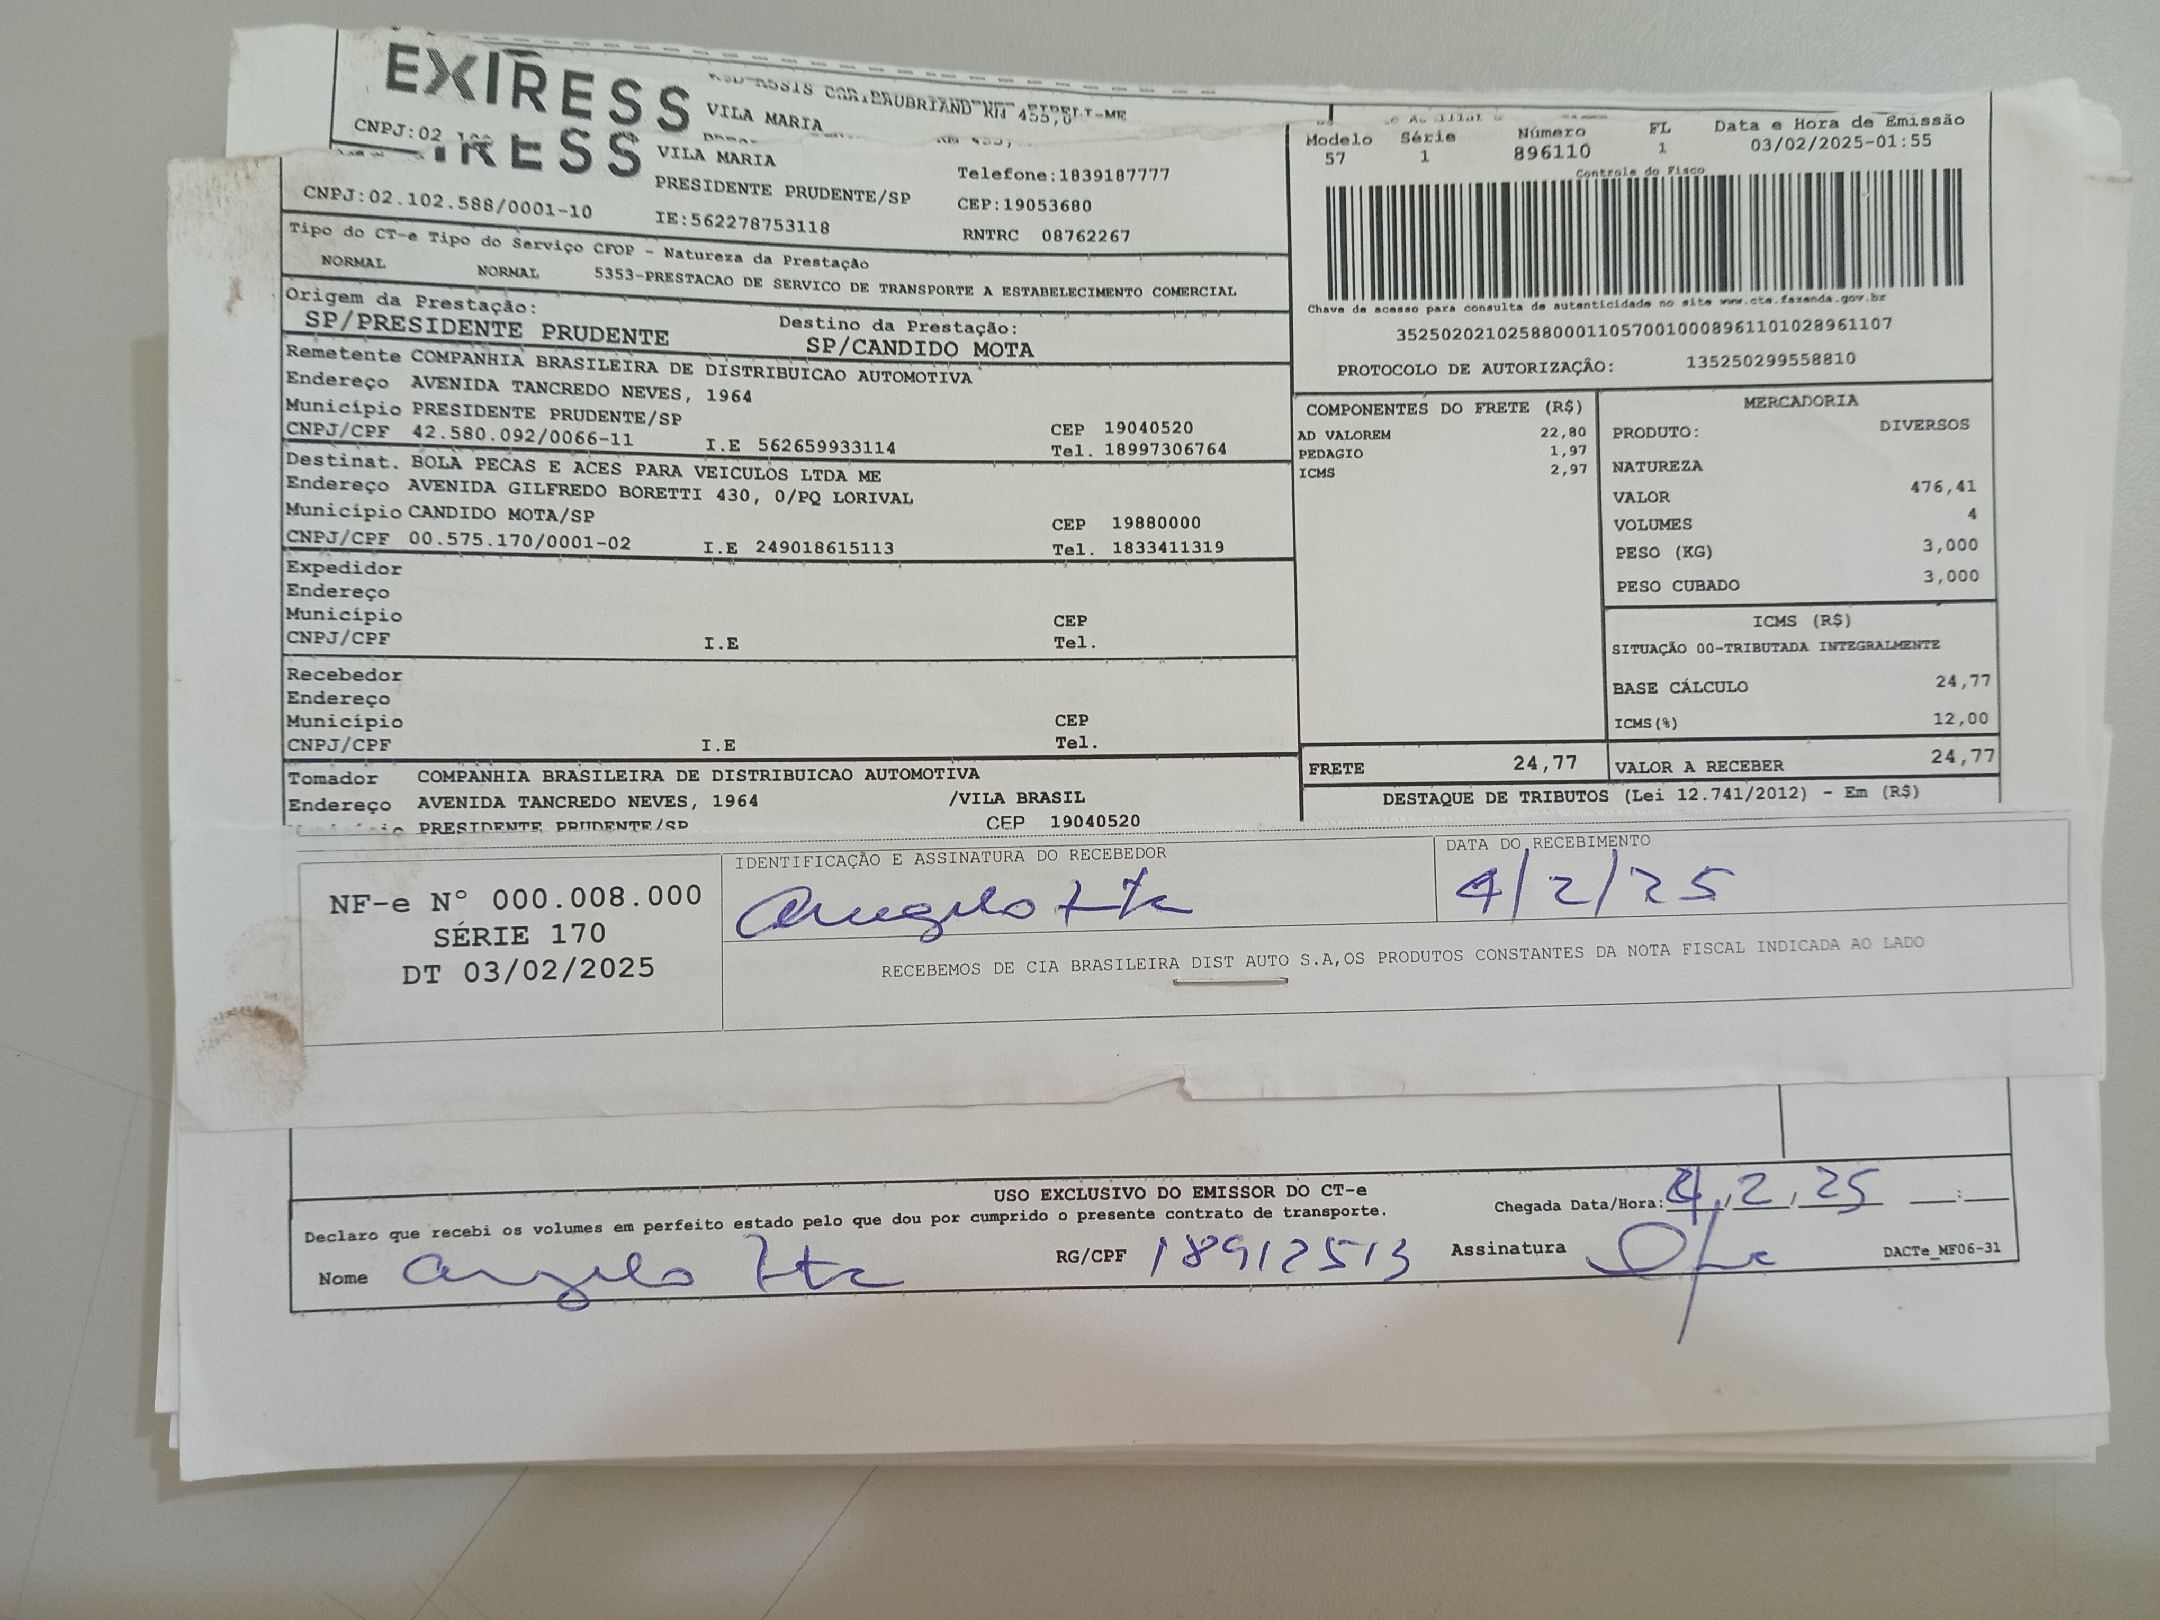 EXIRESS
VILA MARIA
CNPJ:02
RESS
VILA MARIA
PRESIDENTE PRUDENTE/SP
Telefone:1839187777
CEP:19053680
CNPJ:02.102.588/0001-10
IE:562278753118
RNTRC 08762267
Modelo Série Número FL Data e Hora de Emissão
57 1 896110 1 03/02/2025-01:55
Controle do Fisco
Chave de acesso para consulta de autenticidade no site www.cte.fazenda.gov.br
35250202102588000110570010008961101028961107
PROTOCOLO DE AUTORIZAÇÃO: 135250299558810
Tipo do CT-e Tipo do Serviço CFOP - Natureza da Prestação
NORMAL NORMAL 5353-PRESTACAO DE SERVICO DE TRANSPORTE A ESTABELECIMENTO COMERCIAL
Origem da Prestação: Destino da Prestação:
SP/PRESIDENTE PRUDENTE SP/CANDIDO MOTA
Remetente COMPANHIA BRASILEIRA DE DISTRIBUICAO AUTOMOTIVA
Endereço AVENIDA TANCREDO NEVES, 1964
Município PRESIDENTE PRUDENTE/SP CEP 19040520
CNPJ/CPF 42.580.092/0066-11 I.E 562659933114 Tel. 18997306764
Destinat. BOLA PECAS E ACES PARA VEICULOS LTDA ME
Endereço AVENIDA GILFREDO BORETTI 430, 0/PQ LORIVAL
Município CANDIDO MOTA/SP CEP 19880000
CNPJ/CPF 00.575.170/0001-02 I.E 249018615113 Tel. 1833411319
Expedidor
Endereço
Município CEP
CNPJ/CPF I.E Tel.
Recebedor
Endereço
Município CEP
CNPJ/CPF I.E Tel.
Tomador COMPANHIA BRASILEIRA DE DISTRIBUICAO AUTOMOTIVA
Endereço AVENIDA TANCREDO NEVES, 1964 /VILA BRASIL
PRESIDENTE PRUDENTE/SP CEP 19040520
COMPONENTES DO FRETE (R$)
AD VALOREM 22,80
PEDAGIO 1,97
ICMS 2,97
FRETE 24,77
MERCADORIA
PRODUTO: DIVERSOS
NATUREZA
VALOR 476,41
VOLUMES 4
PESO (KG) 3,000
PESO CUBADO 3,000
ICMS (R$)
SITUAÇÃO 00-TRIBUTADA INTEGRALMENTE
BASE CÁLCULO 24,77
ICMS(%) 12,00
VALOR A RECEBER 24,77
DESTAQUE DE TRIBUTOS (Lei 12.741/2012) - Em (R$)
NF-e N° 000.008.000
SÉRIE 170
DT 03/02/2025
IDENTIFICAÇÃO E ASSINATURA DO RECEBEDOR
Angelo
DATA DO RECEBIMENTO
4/2/25
RECEBEMOS DE CIA BRASILEIRA DIST AUTO S.A,OS PRODUTOS CONSTANTES DA NOTA FISCAL INDICADA AO LADO
USO EXCLUSIVO DO EMISSOR DO CT-e
Declaro que recebi os volumes em perfeito estado pelo que dou por cumprido o presente contrato de transporte.
Chegada Data/Hora: 4/2/25 __:__
Nome Angelo
RG/CPF 18912513
Assinatura
DACTe_MF06-31